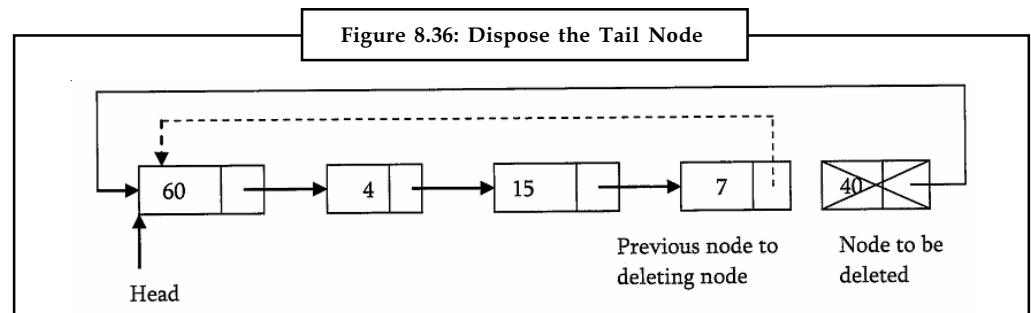 Figure 8.36: Dispose the Tail Node
60 4 15 7 40
Previous node to
deleting node
Node to be
deleted
Head